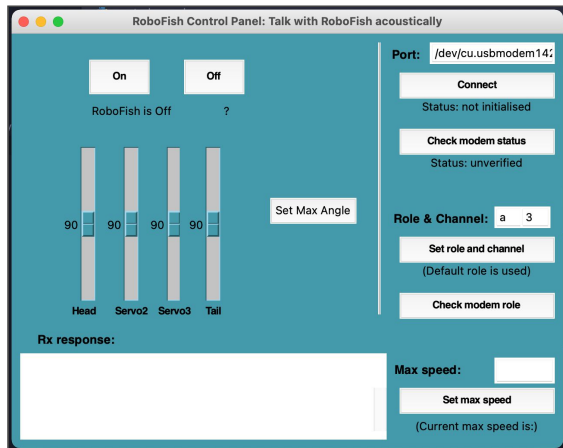 RoboFish Control Panel: Talk with RoboFish acoustically
On
Off
RoboFish is Off
?
90
90
90
90
Head
Servo2
Servo3
Tail
Set Max Angle
Rx response:
Port:
/dev/cu.usbmodem142
Connect
Status: not initialised
Check modem status
Status: unverified
Role & Channel:
a
3
Set role and channel
(Default role is used)
Check modem role
Max speed:
Set max speed
(Current max speed is:)